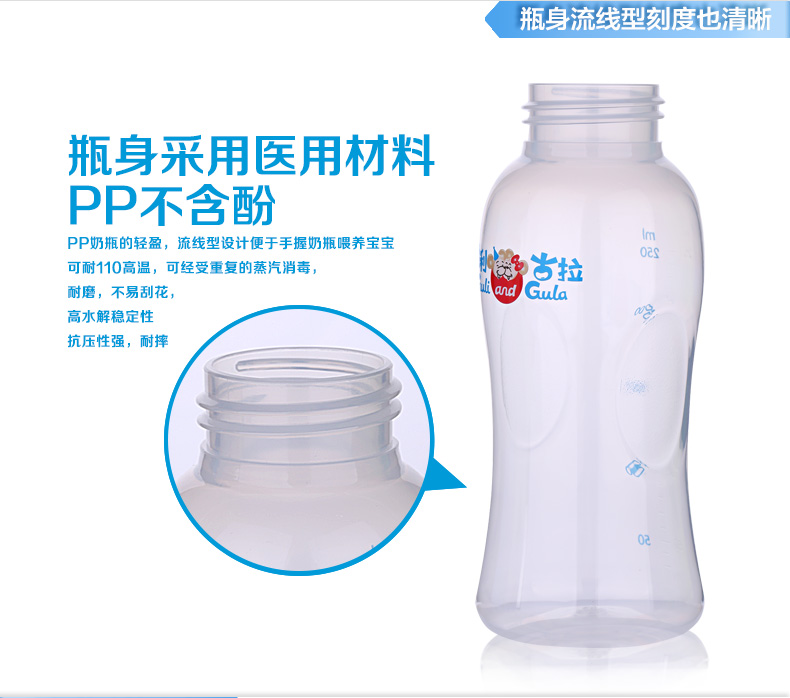 瓶身流线型刻度也清晰
瓶身采用医用材料
PP不含酚
PP奶瓶的轻盈，流线型设计便于手握奶瓶喂养宝宝
可耐110高温，可经受重复的蒸汽消毒，
耐磨，不易刮花，
高水解稳定性
抗压性强，耐摔
利 古拉
uli and Gula
ml
250
50